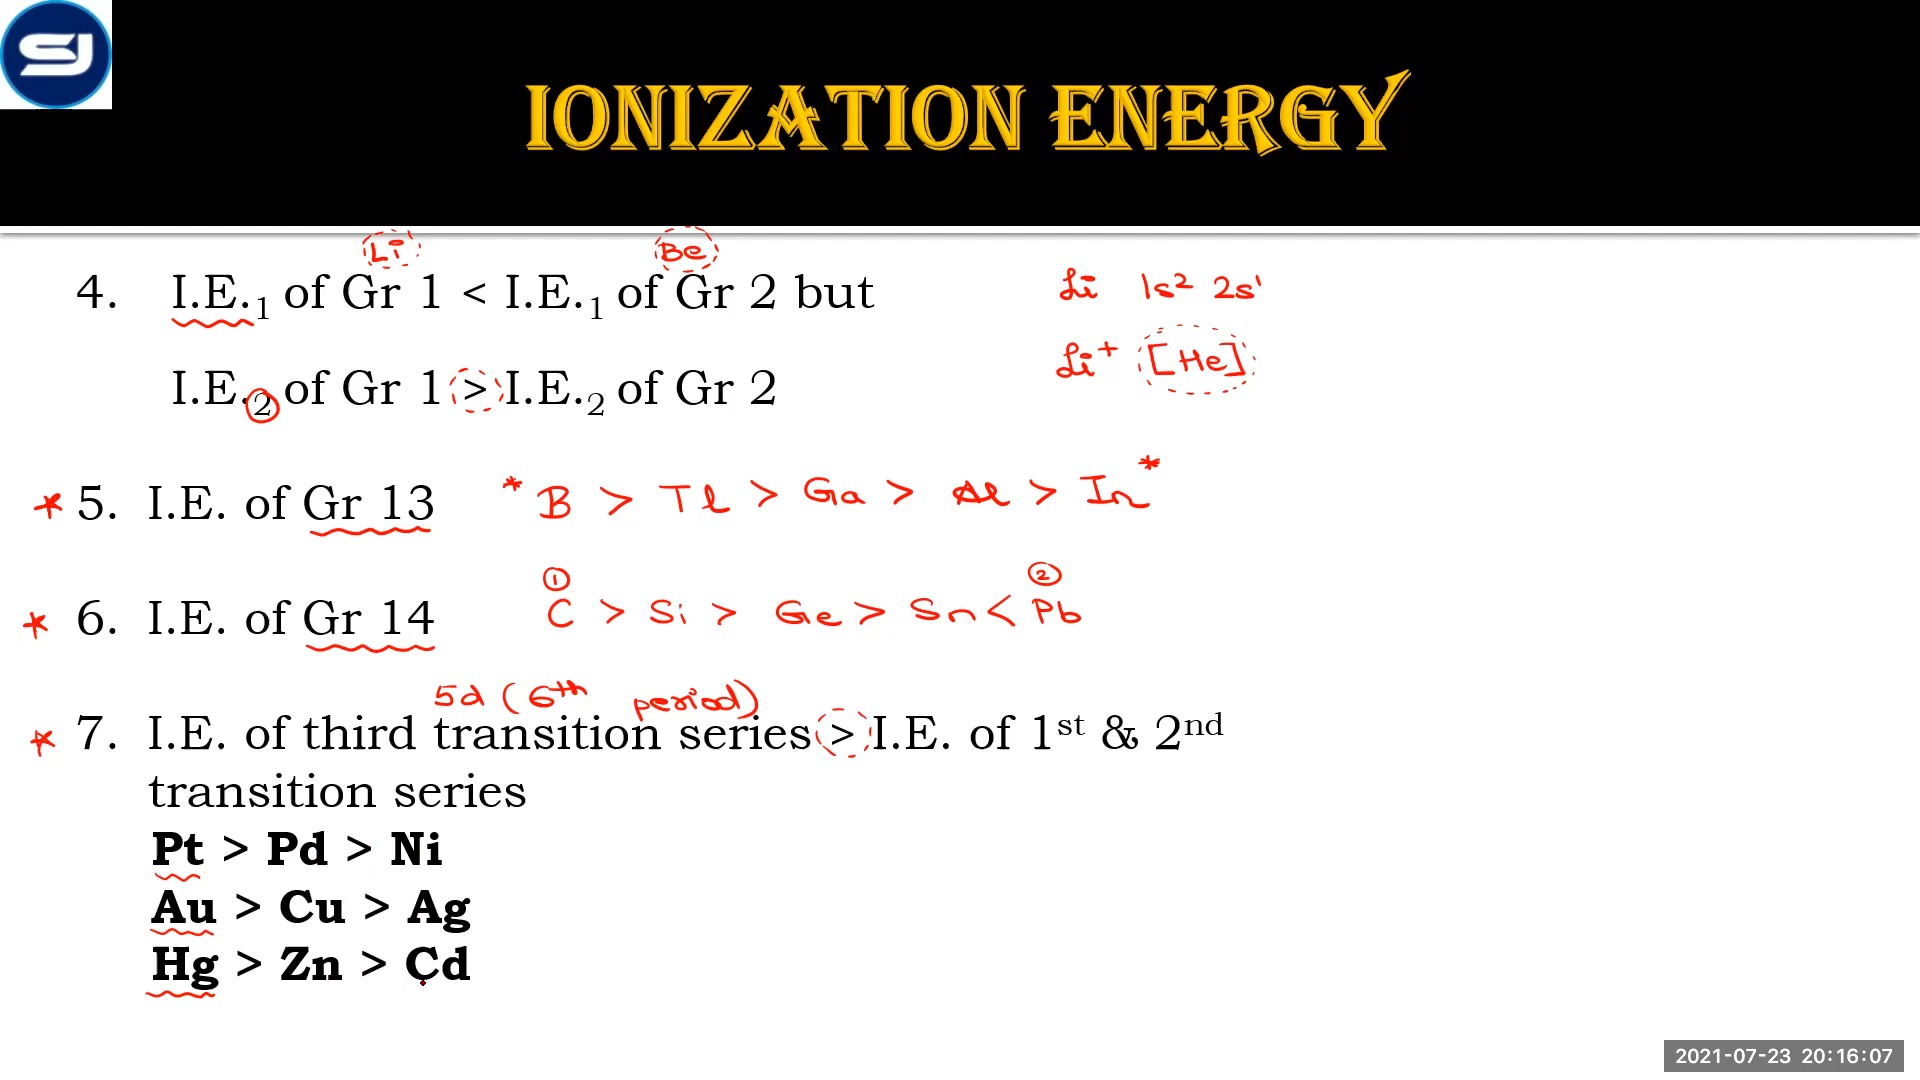 SJ
IONIZATION ENERGY
Li Be
4. I.E.1 of Gr 1 < I.E.1 of Gr 2 but
Li 1s² 2s¹
I.E.2 of Gr 1 > I.E.2 of Gr 2
Li⁺ [He]
* 5. I.E. of Gr 13 * B > Tl > Ga > Al > In *
① ②
* 6. I.E. of Gr 14 C > Si > Ge > Sn < Pb
5d (6th period)
* 7. I.E. of third transition series > I.E. of 1st & 2nd
transition series
Pt > Pd > Ni
Au > Cu > Ag
Hg > Zn > Cd
2021-07-23 20:16:07